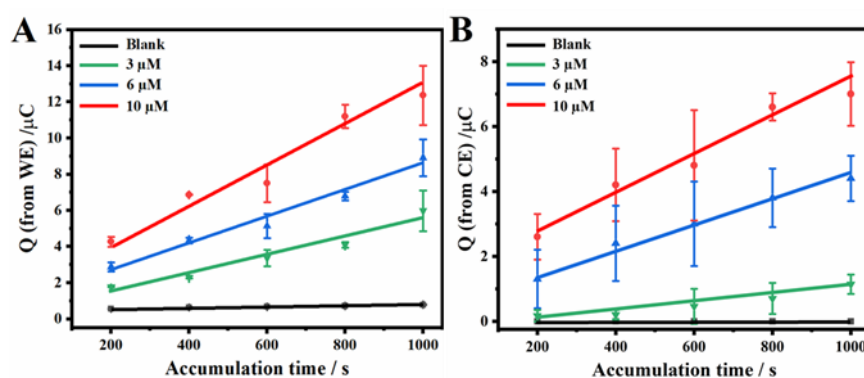 A
Q (from WE) /μC
16
14
12
10
8
6
4
2
0
Blank
3 μM
6 μM
10 μM
200
400
600
800
1000
Accumulation time / s
B
Q (from CE) /μC
8
6
4
2
0
Blank
3 μM
6 μM
10 μM
200
400
600
800
1000
Accumulation time / s